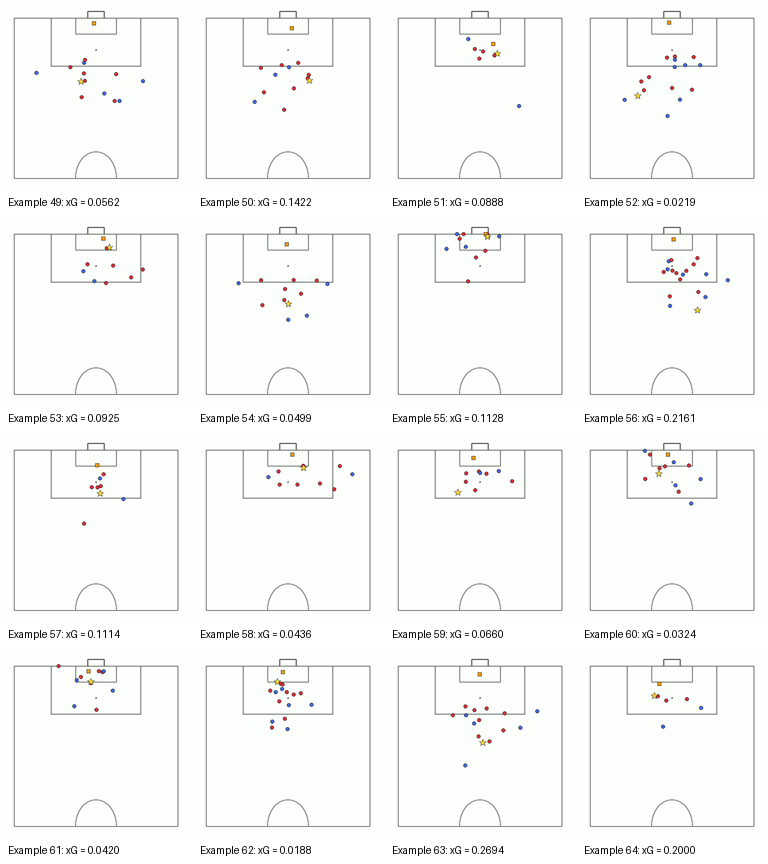 Example 49: xG = 0.0562
Example 50: xG = 0.1422
Example 51: xG = 0.0888
Example 52: xG = 0.0219
Example 53: xG = 0.0925
Example 54: xG = 0.0499
Example 55: xG = 0.1128
Example 56: xG = 0.2161
Example 57: xG = 0.1114
Example 58: xG = 0.0436
Example 59: xG = 0.0660
Example 60: xG = 0.0324
Example 61: xG = 0.0420
Example 62: xG = 0.0188
Example 63: xG = 0.2694
Example 64: xG = 0.2000